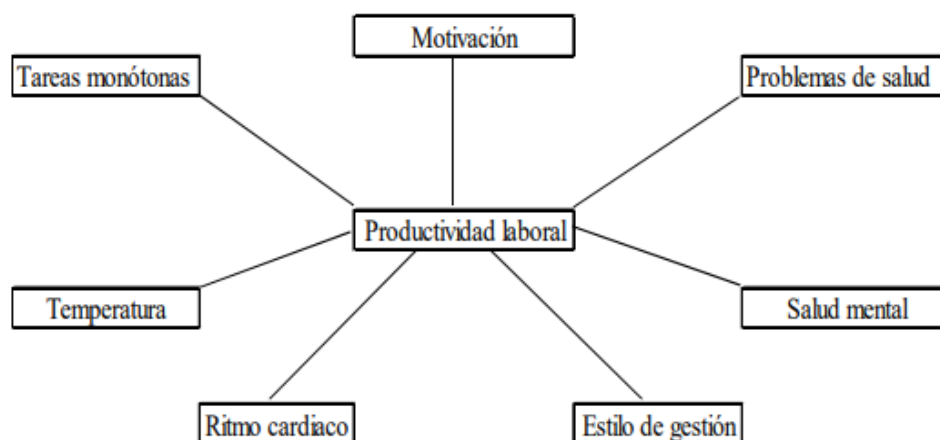 Motivación
Tareas monótonas
Problemas de salud
Productividad laboral
Temperatura
Salud mental
Ritmo cardiaco
Estilo de gestión